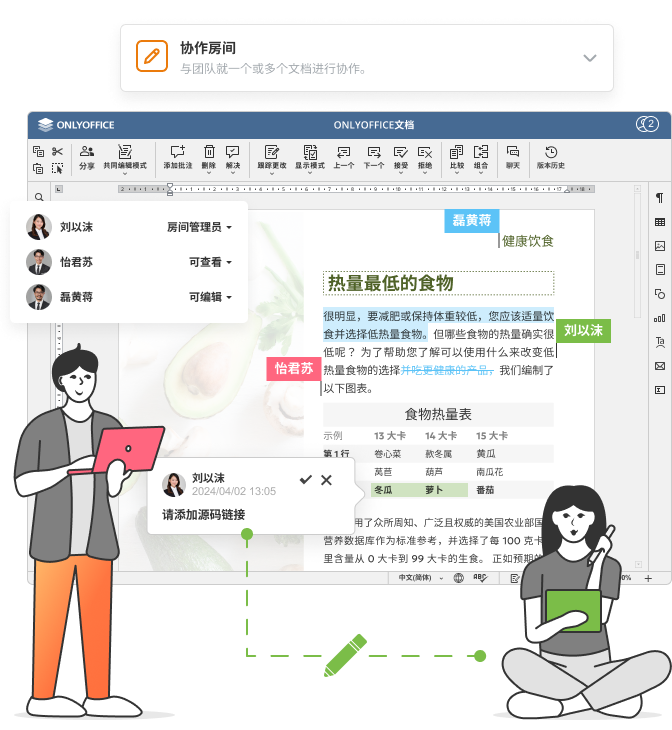 协作房间
与团队就一个或多个文档进行协作。
ONLYOFFICE
ONLYOFFICE文档
2
分享
共同编辑模式
添加批注
删除
解决
跟踪更改
显示模式
上一个
下一个
接受
拒绝
比较
组合
聊天
版本历史
刘以沫
房间管理员
怡君苏
可查看
磊黄蒋
可编辑
磊黄蒋
健康饮食
热量最低的食物
很明显，要减肥或保持体重较低，您应该适量饮
食并选择低热量食物。但哪些食物的热量确实很
刘以沫
低呢？为了帮助您了解可以使用什么来改变低
怡君苏
热量食物的选择并吃更健康的产品，我们编制了
以下图表。
食物热量表
示例 13 大卡 14 大卡 15 大卡
第1行 卷心菜 救冬属 黄瓜
莴苣 葫芦 南瓜花
冬瓜 萝卜 番茄
刘以沫
2024/04/02 13:05
请添加源码链接
用了众所周知、广泛且权威的美国农业部国
营养数据库作为标准参考，并选择了每 100 克卡
里含量从 0 大卡到 99 大卡的生食。 正如预期的
中文(简体)
0%